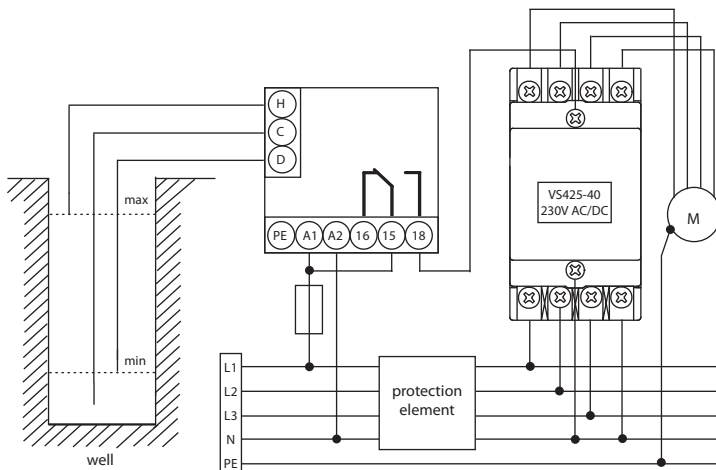 H
C
D
max
min
well
PE A1 A2 16 15 18
VS425-40
230V AC/DC
M
L1
L2
L3
N
PE
protection
element